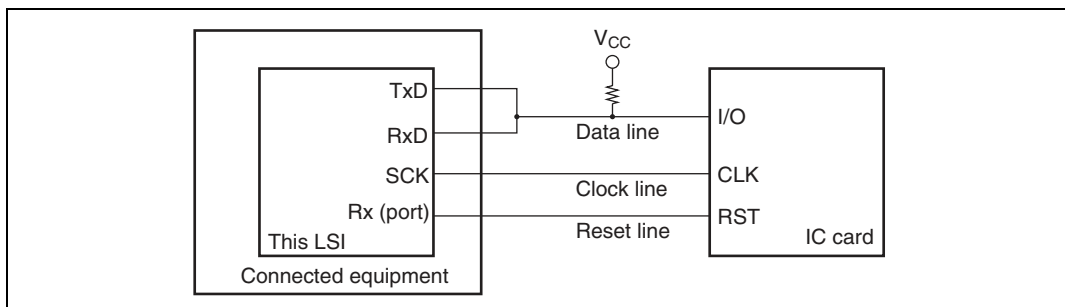 VCC
TxD
RxD
SCK
Rx (port)
This LSI
Connected equipment
Data line
Clock line
Reset line
I/O
CLK
RST
IC card